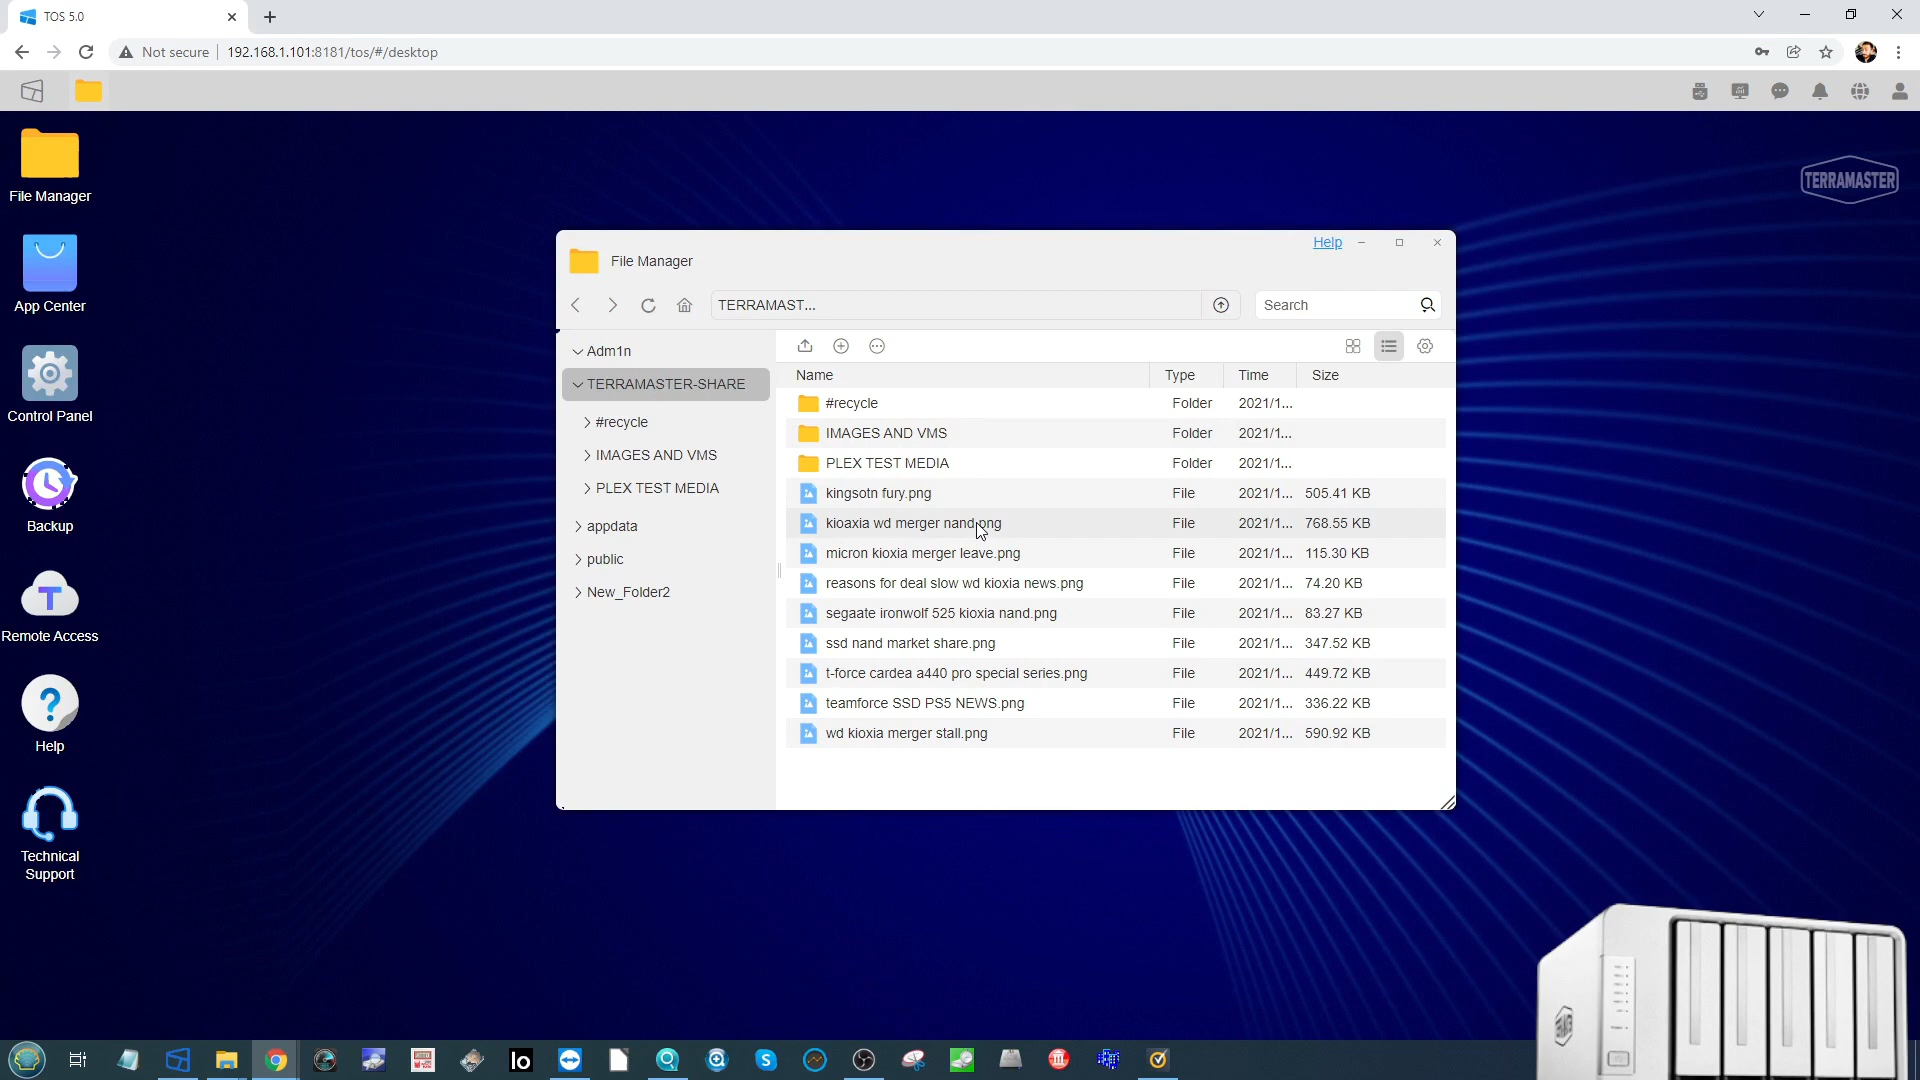 TOS 5.0
Not secure
192.168.1.101:8181/tos/#/desktop
File Manager
App Center
Control Panel
Backup
T
Remote Access
?
Help
Technical
Support
TERRAMASTER
Help
File Manager
TERRAMAST...
Search
Adm1n
TERRAMASTER-SHARE
#recycle
IMAGES AND VMS
PLEX TEST MEDIA
appdata
public
New_Folder2
Name Type Time Size
#recycle Folder 2021/1...
IMAGES AND VMS Folder 2021/1...
PLEX TEST MEDIA Folder 2021/1...
kingsotn fury.png File 2021/1... 505.41 KB
kioaxia wd merger nand.png File 2021/1... 768.55 KB
micron kioxia merger leave.png File 2021/1... 115.30 KB
reasons for deal slow wd kioxia news.png File 2021/1... 74.20 KB
segaate ironwolf 525 kioxia nand.png File 2021/1... 83.27 KB
ssd nand market share.png File 2021/1... 347.52 KB
t-force cardea a440 pro special series.png File 2021/1... 449.72 KB
teamforce SSD PS5 NEWS.png File 2021/1... 336.22 KB
wd kioxia merger stall.png File 2021/1... 590.92 KB
Io
S